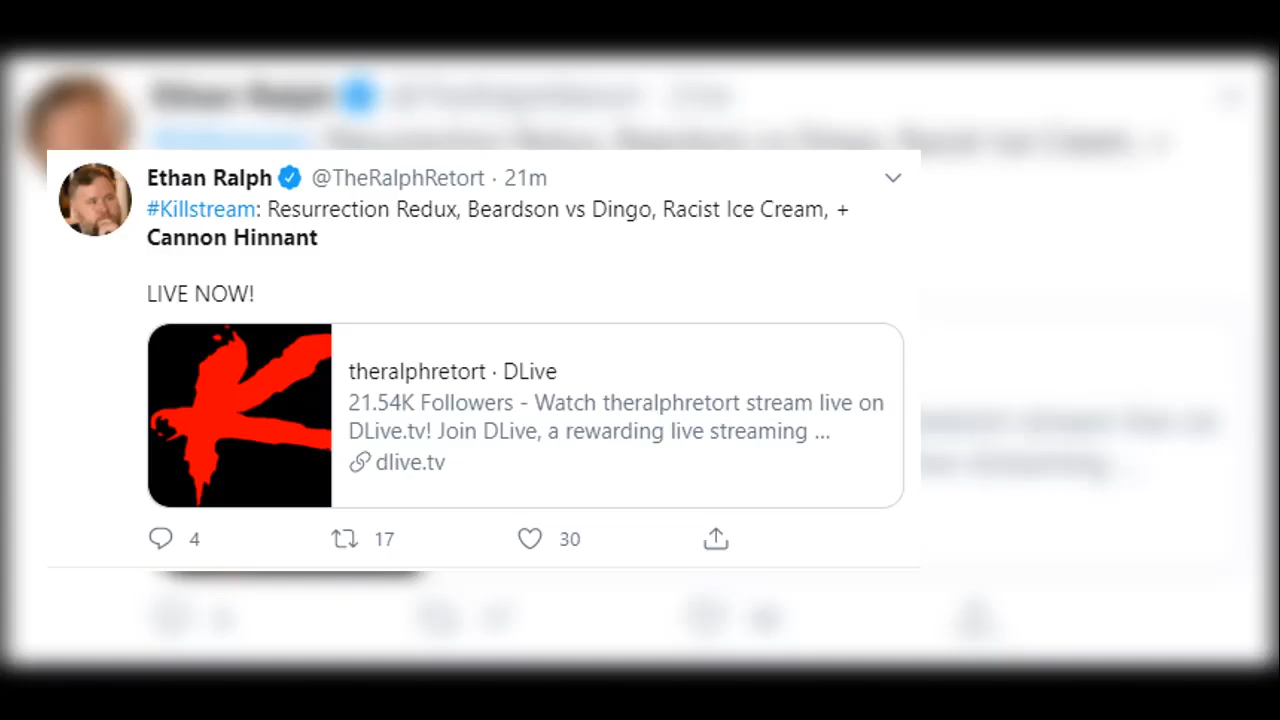 Ethan Ralph @TheRalphRetort · 21m
#Killstream: Resurrection Redux, Beardson vs Dingo, Racist Ice Cream, +
Cannon Hinnant
LIVE NOW!
theralphretort · DLive
21.54K Followers - Watch theralphretort stream live on
DLive.tv! Join DLive, a rewarding live streaming ...
dlive.tv
4 17 30